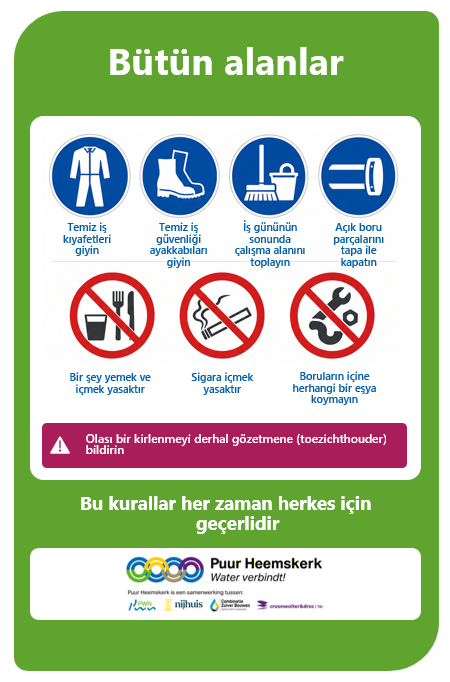 Bütün alanlar
Temiz iş
kıyafetleri
giyin
Temiz iş
güvenliği
ayakkabıları
giyin
İş gününün
sonunda
çalışma alanını
toplayın
Açık boru
parçalarını
tapa ile
kapatın
Bir şey yemek ve
içmek yasaktır
Sigara içmek
yasaktır
Boruların içine
herhangi bir eşya
koymayın
Olası bir kirlenmeyi derhal gözetmene (toezichthouder)
bildirin
Bu kurallar her zaman herkes için
geçerlidir
Puur Heemskerk
Water verbindt!
Puur Heemskerk is een samenwerking tussen:
PWN
nijhuis
Combinatie
Zuiver Bouwen
croonwolter&dros | TBI